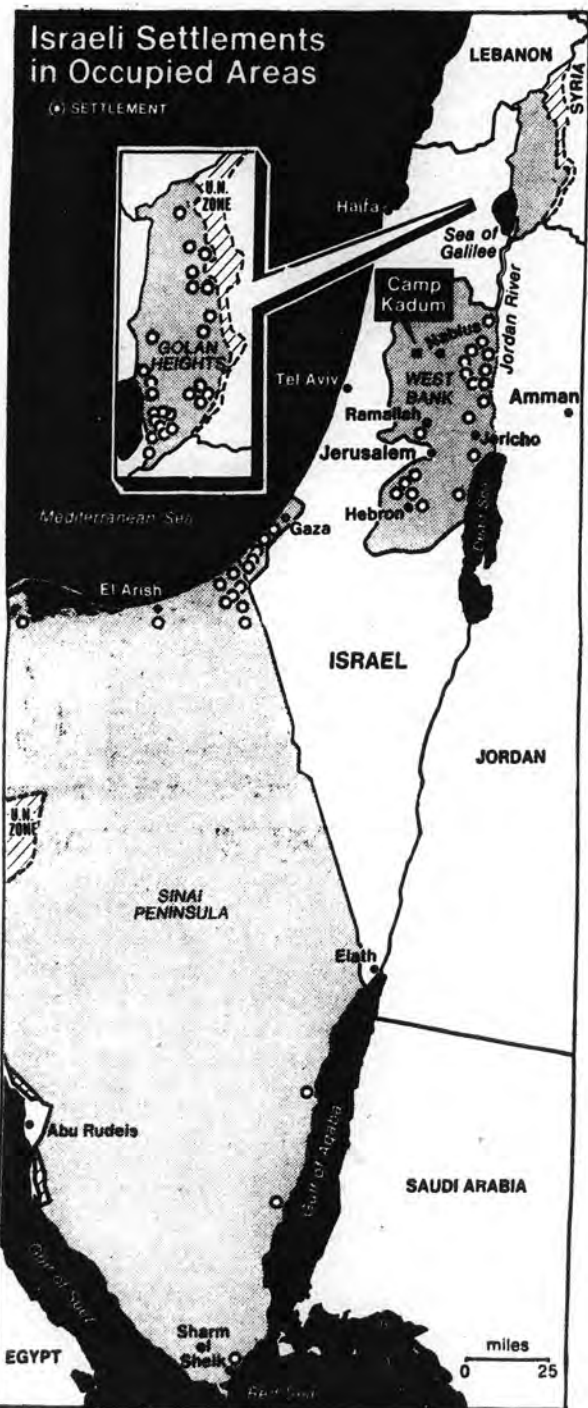 Israeli Settlements
in Occupied Areas
(•) SETTLEMENT
LEBANON
SYRIA
U.N.
ZONE
Haifa
Sea of
Galilee
Camp
Kadum
Jordan River
Nablus
GOLAN
HEIGHTS
WEST
BANK
Tel Aviv
Amman
Ramallah
Jericho
Jerusalem
Mediterranean Sea
Gaza
Hebron
Dead Sea
El Arish
ISRAEL
JORDAN
U.N.
ZONE
SINAI
PENINSULA
Elath
Abu Rudeis
Gulf of Aqaba
SAUDI ARABIA
Gulf of Suez
Sharm
el
Sheik
EGYPT
miles
0 25
Red Sea